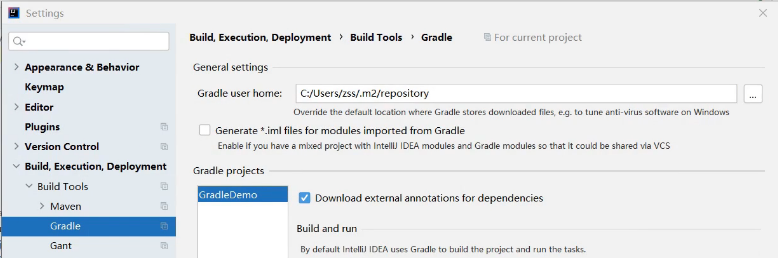 Settings
Build, Execution, Deployment › Build Tools › Gradle For current project
Appearance & Behavior
Keymap
Editor
Plugins
Version Control
Build, Execution, Deployment
Build Tools
Maven
Gradle
Gant
General settings
Gradle user home: C:/Users/zss/.m2/repository ...
Override the default location where Gradle stores downloaded files, e.g. to tune anti-virus software on Windows
Generate *.iml files for modules imported from Gradle
Enable if you have a mixed project with IntelliJ IDEA modules and Gradle modules so that it could be shared via VCS
Gradle projects
GradleDemo
Download external annotations for dependencies
Build and run
By default IntelliJ IDEA uses Gradle to build the project and run the tasks.